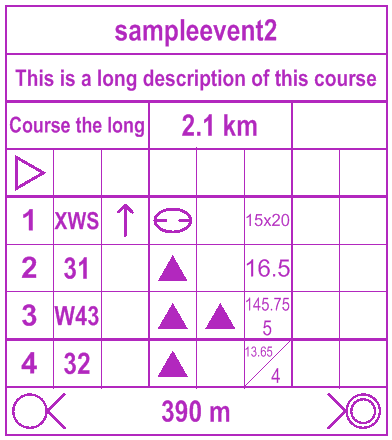 sampleevent2
This is a long description of this course
Course the long 2.1 km
1 XWS 15x20
2 31 16.5
3 W43 145.75
5
4 32 13.65
4
390 m